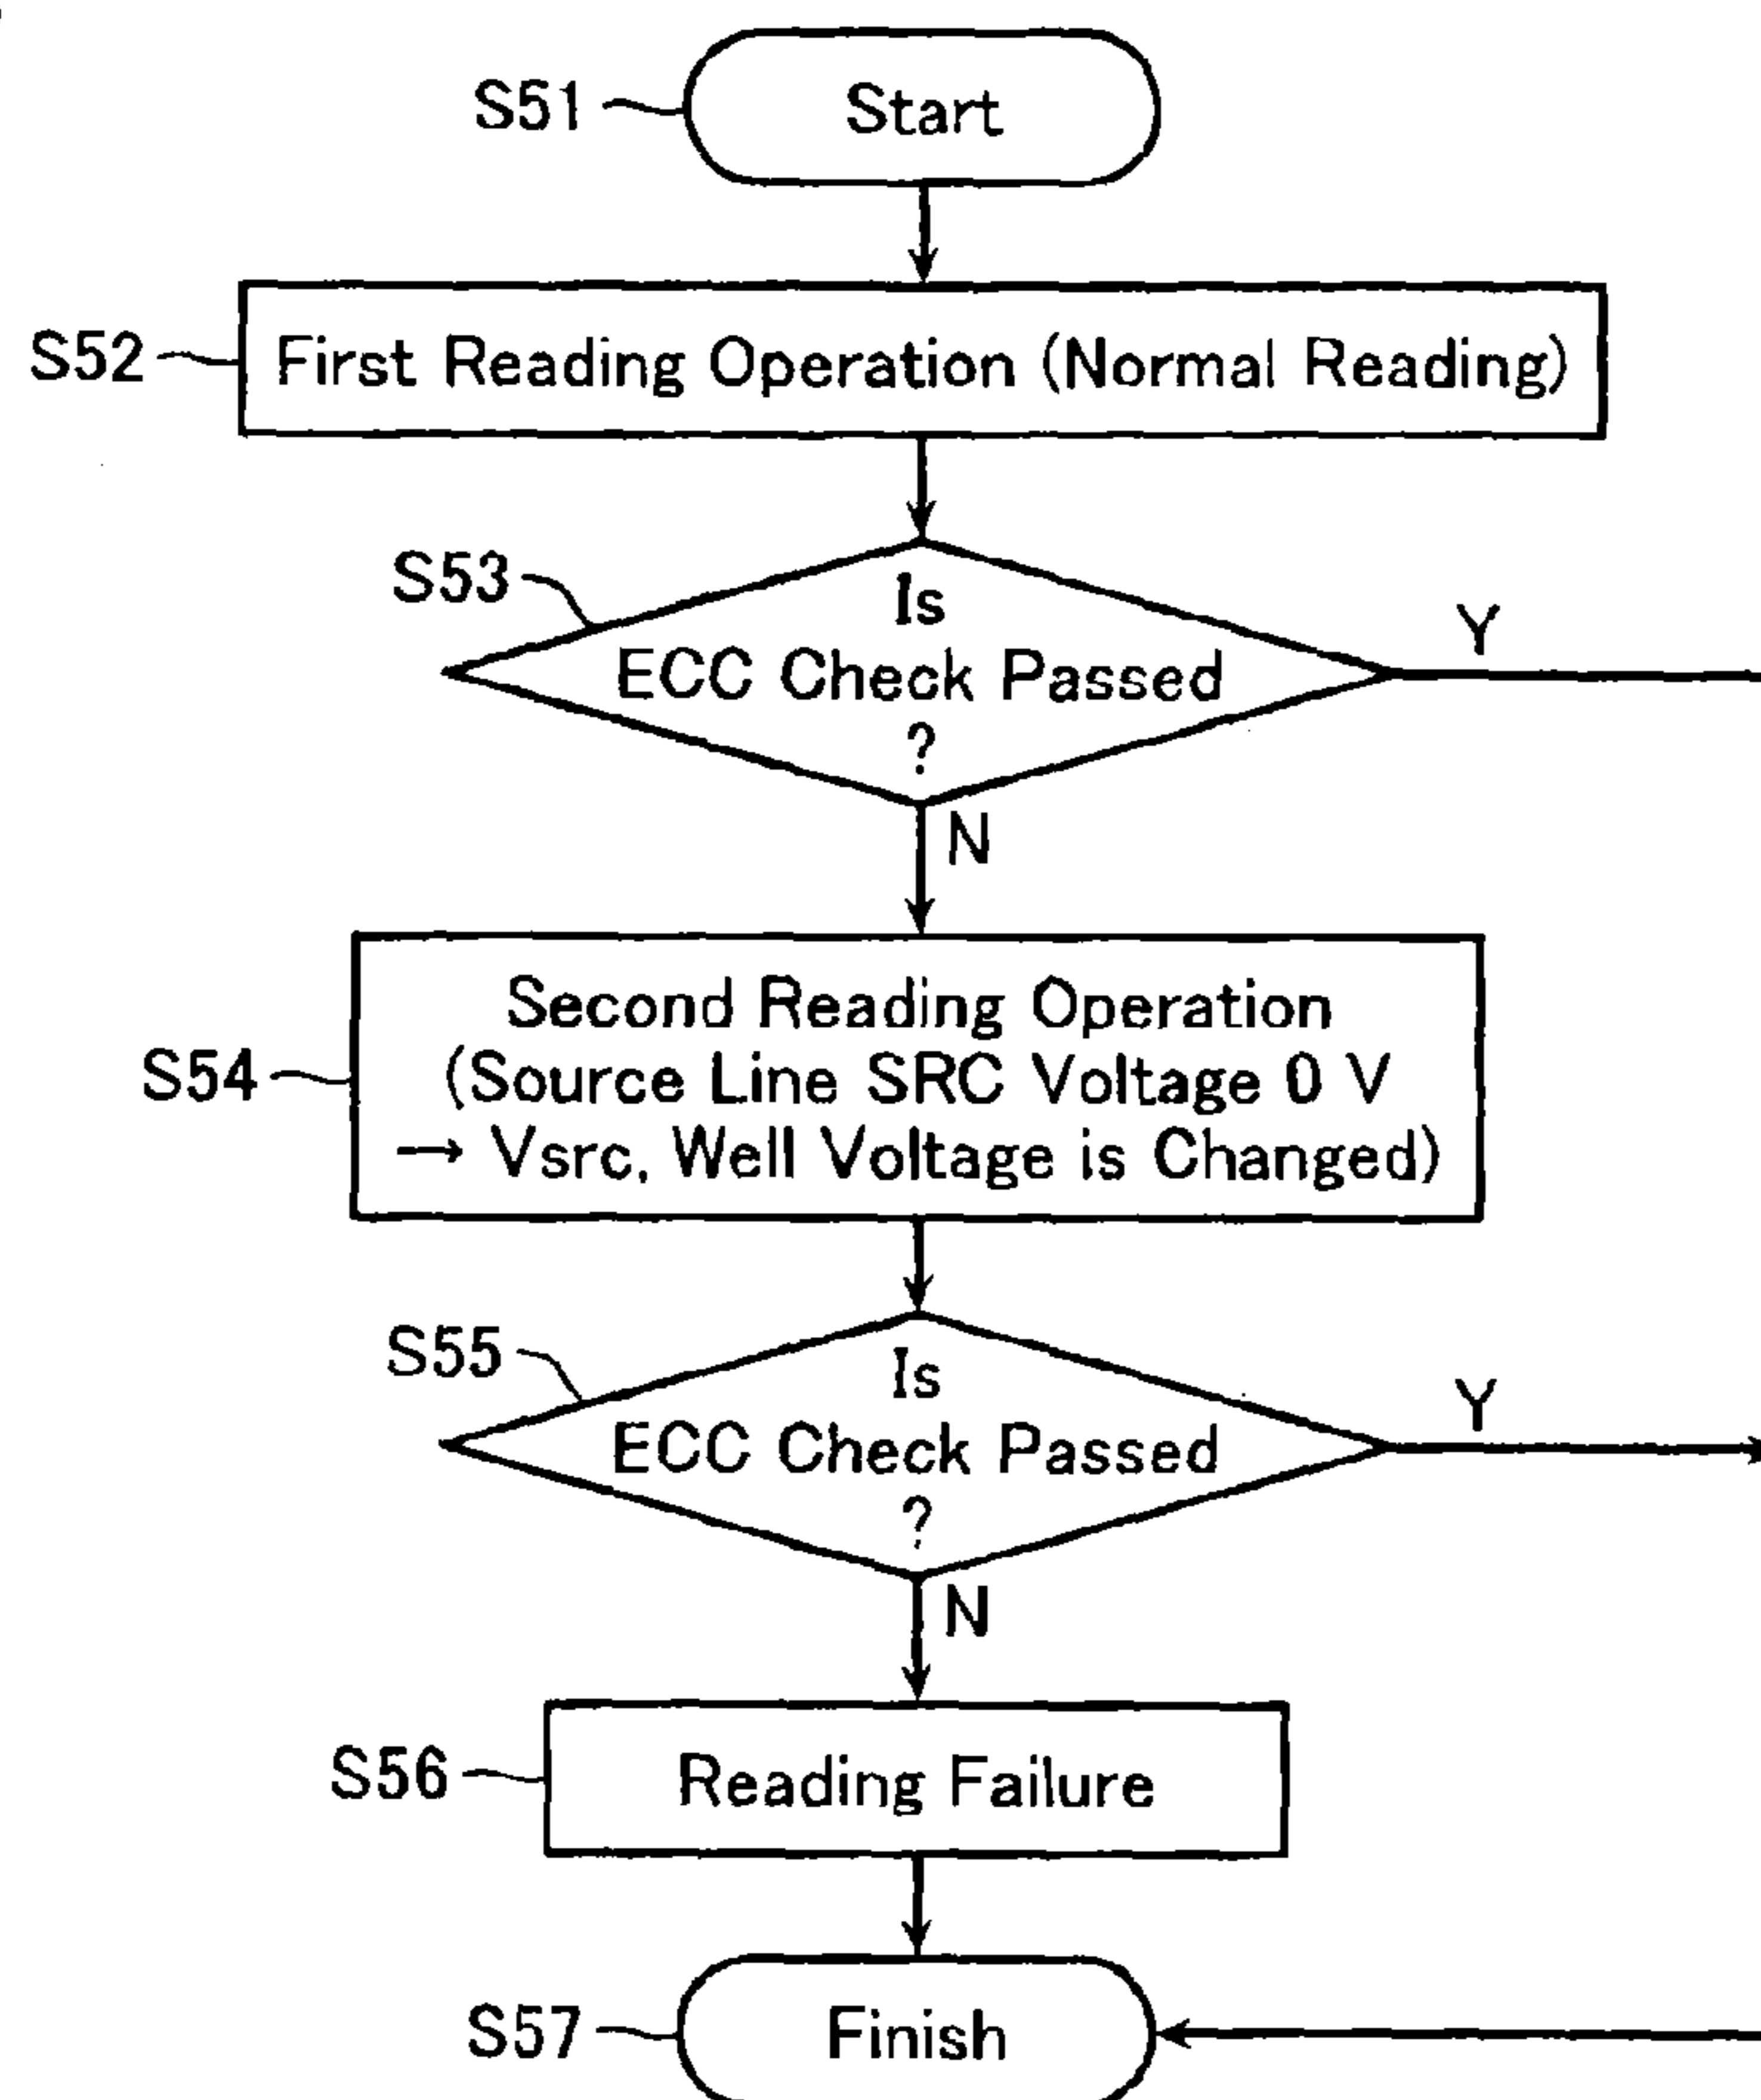 S51
Start
S52
First Reading Operation (Normal Reading)
S53
Is
ECC Check Passed
?
Y
N
S54
Second Reading Operation
(Source Line SRC Voltage 0 V
→ Vsrc, Well Voltage is Changed)
S55
Is
ECC Check Passed
?
Y
N
S56
Reading Failure
S57
Finish